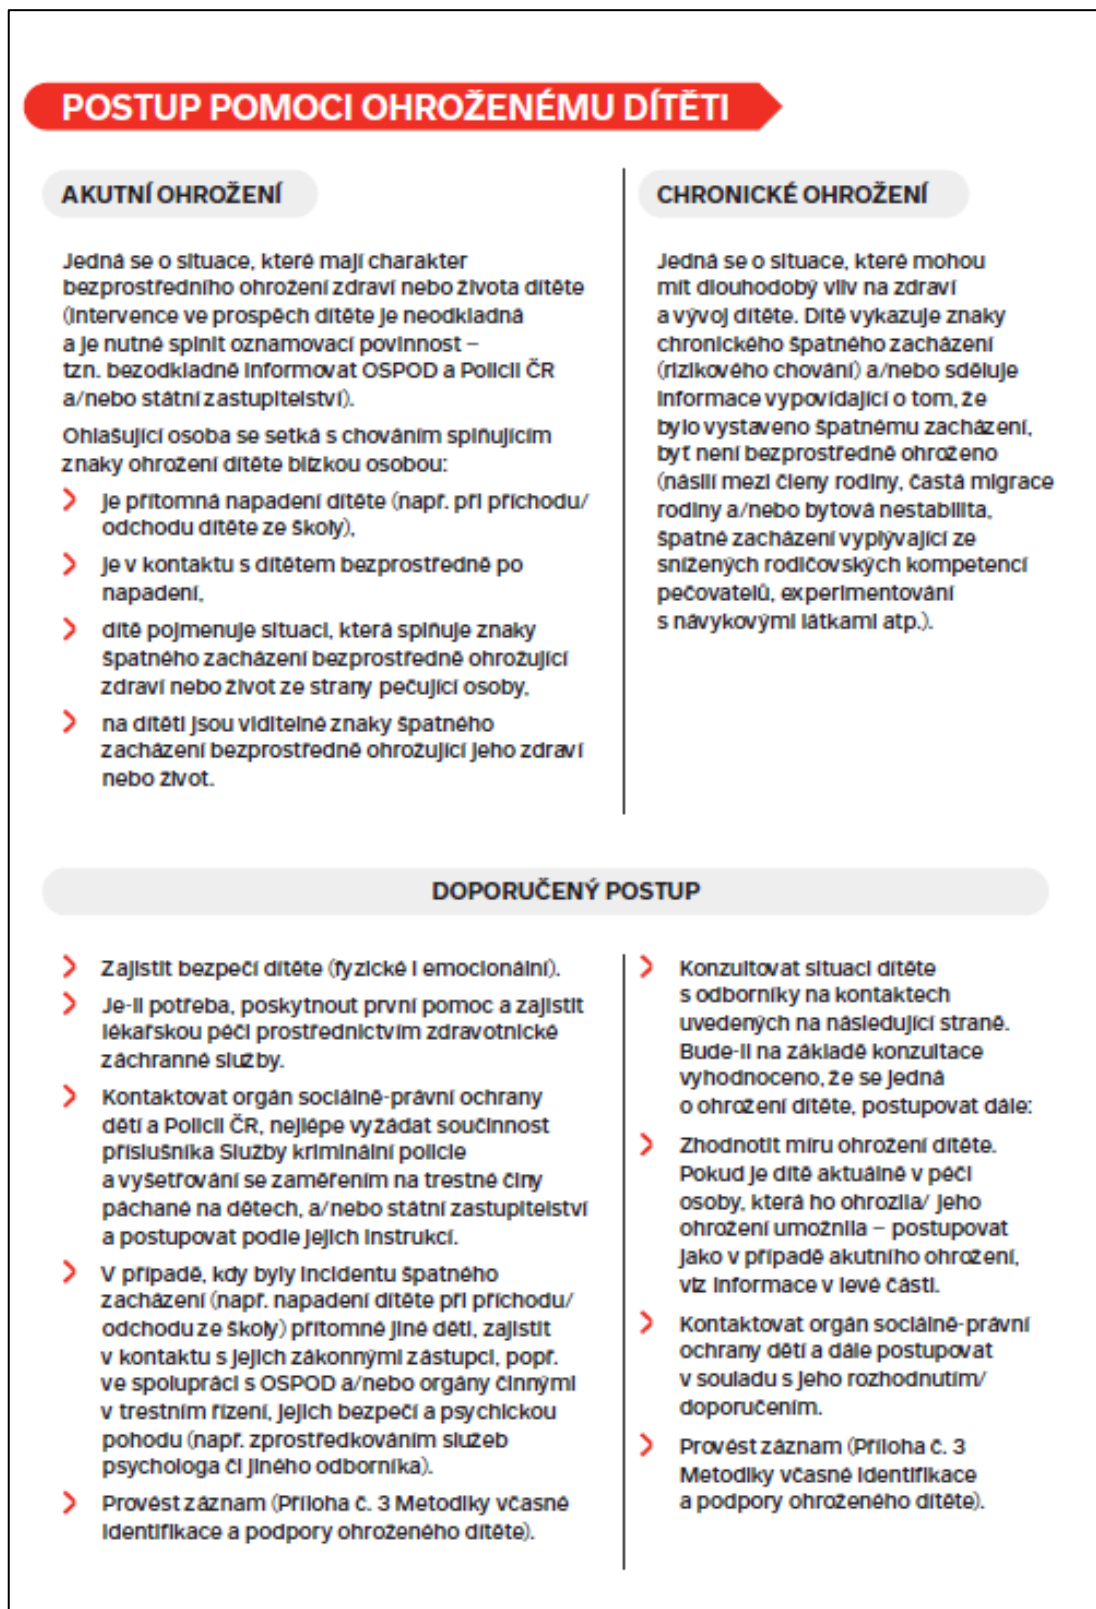 POSTUP POMOCI OHROŽENÉMU DÍTĚTI
AKUTNÍ OHROŽENÍ
Jedná se o situace, které mají charakter
bezprostředního ohrožení zdraví nebo života dítěte
(intervence ve prospěch dítěte je neodkladná
a je nutné splnit oznamovací povinnost –
tzn. bezodkladně informovat OSPOD a Policii ČR
a/nebo státní zastupitelství).
Ohlašující osoba se setká s chováním splňujícím
znaky ohrožení dítěte blízkou osobou:
je přítomná napadení dítěte (např. při příchodu/
odchodu dítěte ze školy),
je v kontaktu s dítětem bezprostředně po
napadení,
dítě pojmenuje situaci, která splňuje znaky
špatného zacházení bezprostředně ohrožující
zdraví nebo život ze strany pečující osoby,
na dítěti jsou viditelné znaky špatného
zacházení bezprostředně ohrožující jeho zdraví
nebo život.
CHRONICKÉ OHROŽENÍ
Jedná se o situace, které mohou
mít dlouhodobý vliv na zdraví
a vývoj dítěte. Dítě vykazuje znaky
chronického špatného zacházení
(rizikového chování) a/nebo sděluje
informace vypovídající o tom, že
bylo vystaveno špatnému zacházení,
byť není bezprostředně ohroženo
(násilí mezi členy rodiny, častá migrace
rodiny a/nebo bytová nestabilita,
špatné zacházení vyplývající ze
snížených rodičovských kompetencí
pečovatelů, experimentování
s návykovými látkami atp.).
DOPORUČENÝ POSTUP
Zajistit bezpečí dítěte (fyzické i emocionální).
Je-li potřeba, poskytnout první pomoc a zajistit
lékařskou péči prostřednictvím zdravotnické
záchranné služby.
Kontaktovat orgán sociálně-právní ochrany
dětí a Policii ČR, nejlépe vyžádat součinnost
příslušníka Služby kriminální policie
a vyšetřování se zaměřením na trestné činy
páchané na dětech, a/nebo státní zastupitelství
a postupovat podle jejich instrukcí.
V případě, kdy byly incidentu špatného
zacházení (např. napadení dítěte při příchodu/
odchodu ze školy) přítomné jiné děti, zajistit
v kontaktu s jejich zákonnými zástupci, popř.
ve spolupráci s OSPOD a/nebo orgány činnými
v trestním řízení, jejich bezpečí a psychickou
pohodu (např. zprostředkováním služeb
psychologa či jiného odborníka).
Provést záznam (Příloha č. 3 Metodiky včasné
identifikace a podpory ohroženého dítěte).
Konzultovat situaci dítěte
s odborníky na kontaktech
uvedených na následující straně.
Bude-li na základě konzultace
vyhodnoceno, že se jedná
o ohrožení dítěte, postupovat dále:
Zhodnotit míru ohrožení dítěte.
Pokud je dítě aktuálně v péči
osoby, která ho ohrozila/ jeho
ohrožení umožnila – postupovat
jako v případě akutního ohrožení,
viz informace v levé části.
Kontaktovat orgán sociálně-právní
ochrany dětí a dále postupovat
v souladu s jeho rozhodnutím/
doporučením.
Provést záznam (Příloha č. 3
Metodiky včasné identifikace
a podpory ohroženého dítěte).